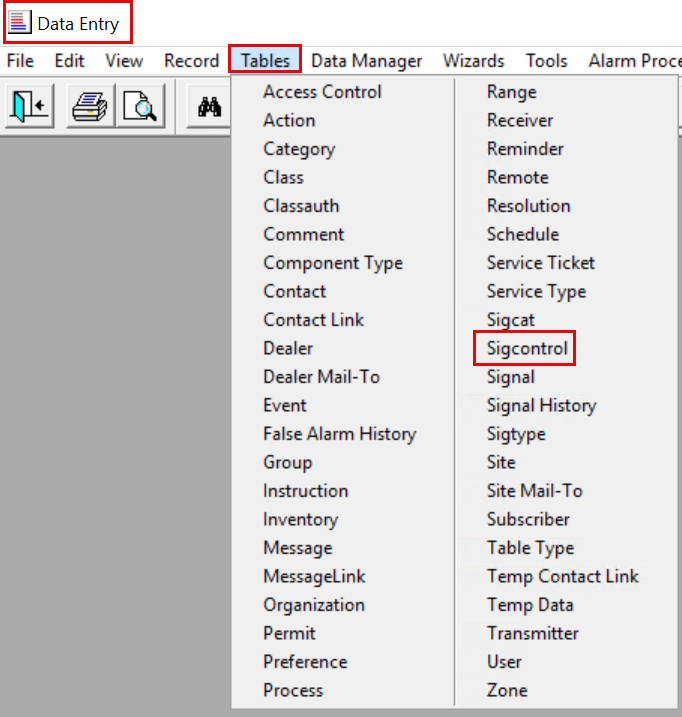 Data Entry
File Edit View Record Tables Data Manager Wizards Tools Alarm Proce
Access Control
Action
Category
Class
Classauth
Comment
Component Type
Contact
Contact Link
Dealer
Dealer Mail-To
Event
False Alarm History
Group
Instruction
Inventory
Message
MessageLink
Organization
Permit
Preference
Process
Range
Receiver
Reminder
Remote
Resolution
Schedule
Service Ticket
Service Type
Sigcat
Sigcontrol
Signal
Signal History
Sigtype
Site
Site Mail-To
Subscriber
Table Type
Temp Contact Link
Temp Data
Transmitter
User
Zone